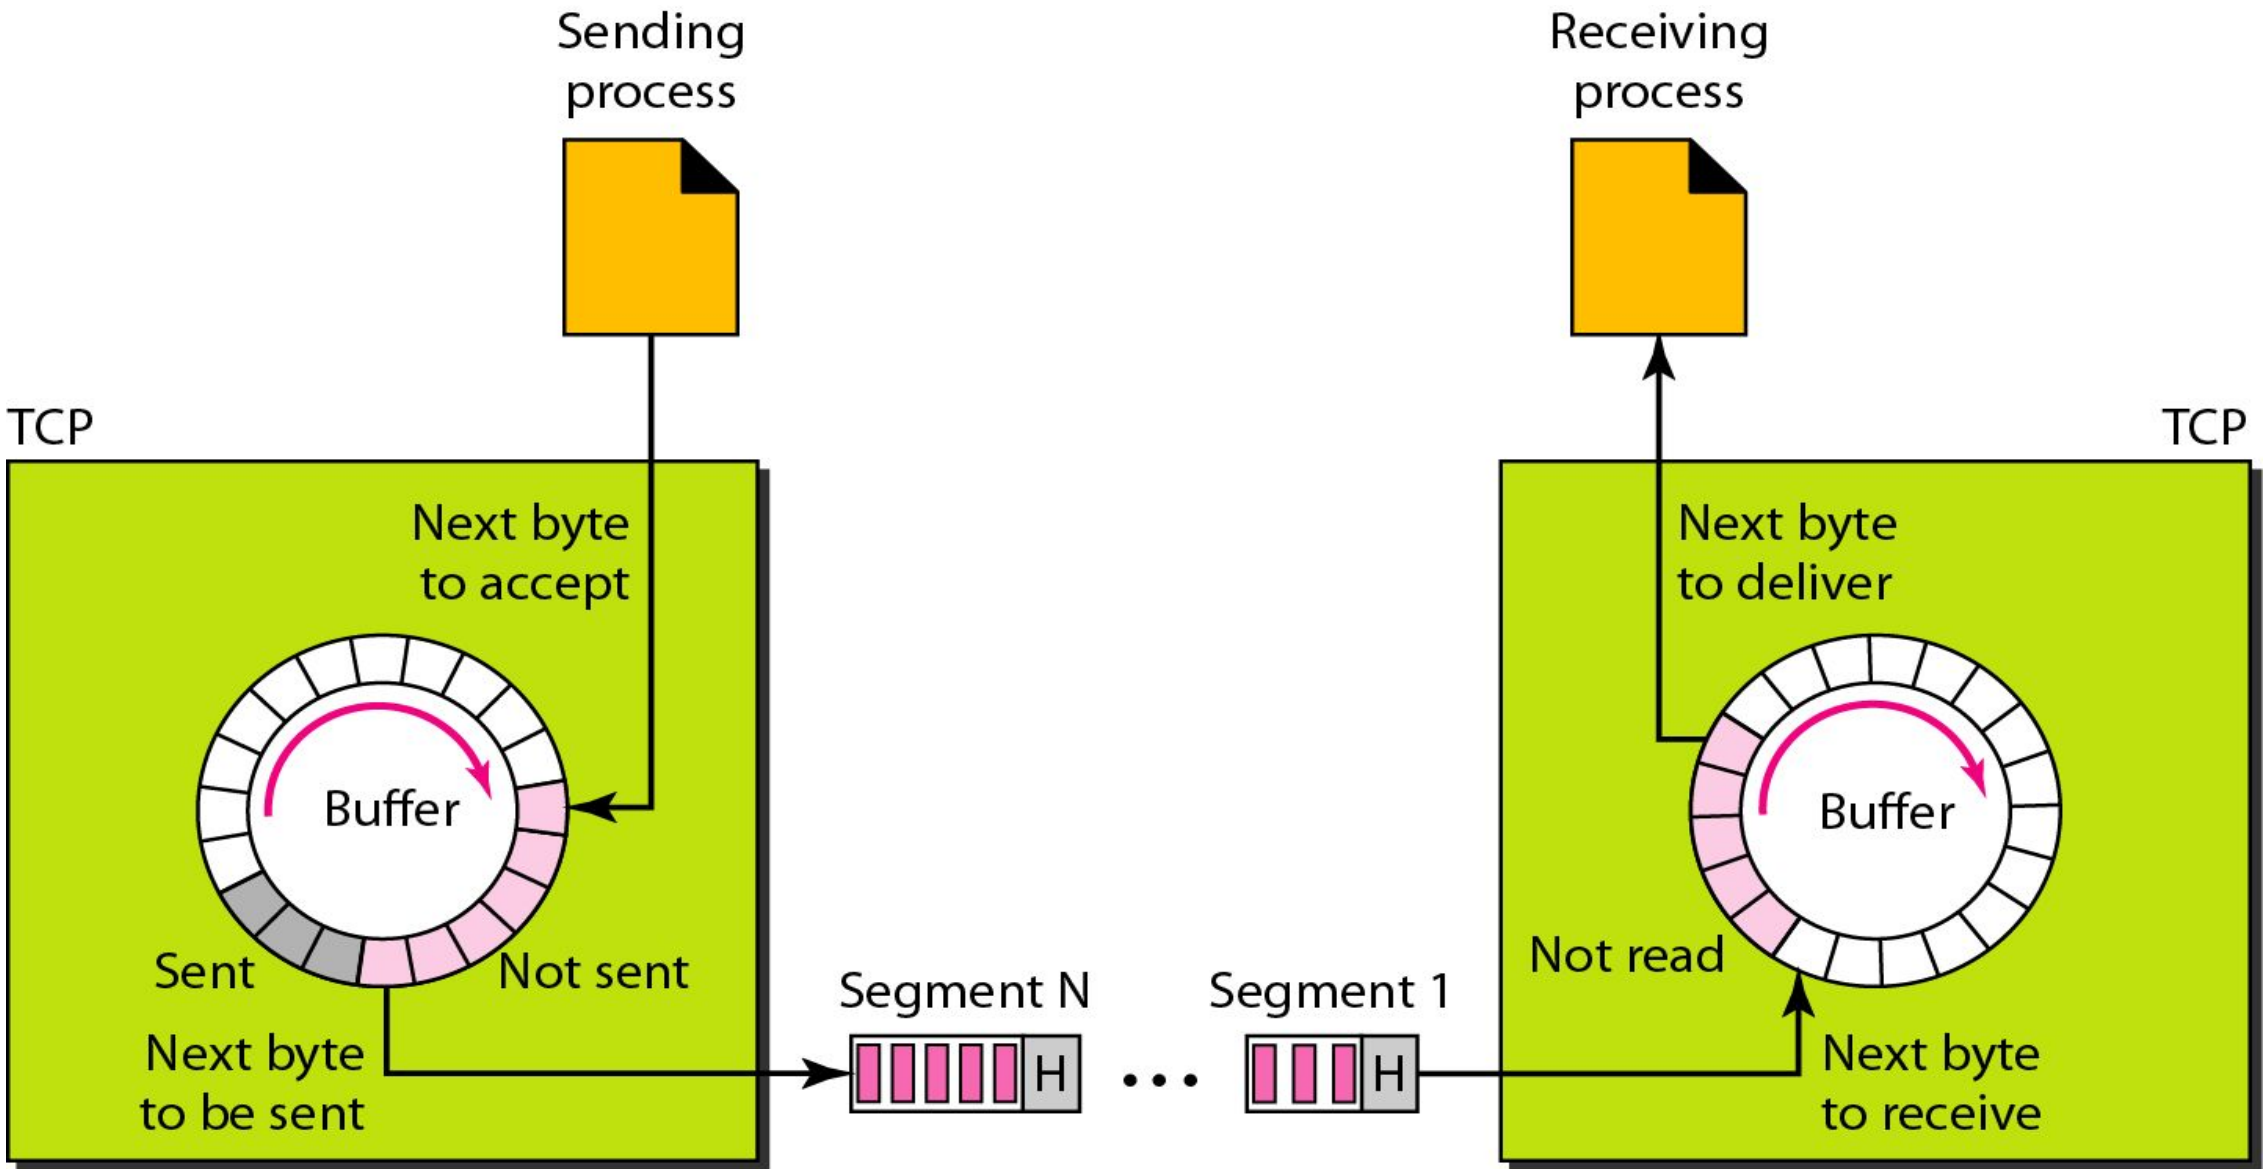 Sending
process
Receiving
process
TCP
TCP
Next byte
to accept
Next byte
to deliver
Buffer
Buffer
Sent
Not sent
Not read
Segment N
Segment 1
Next byte
to be sent
H
...
H
Next byte
to receive